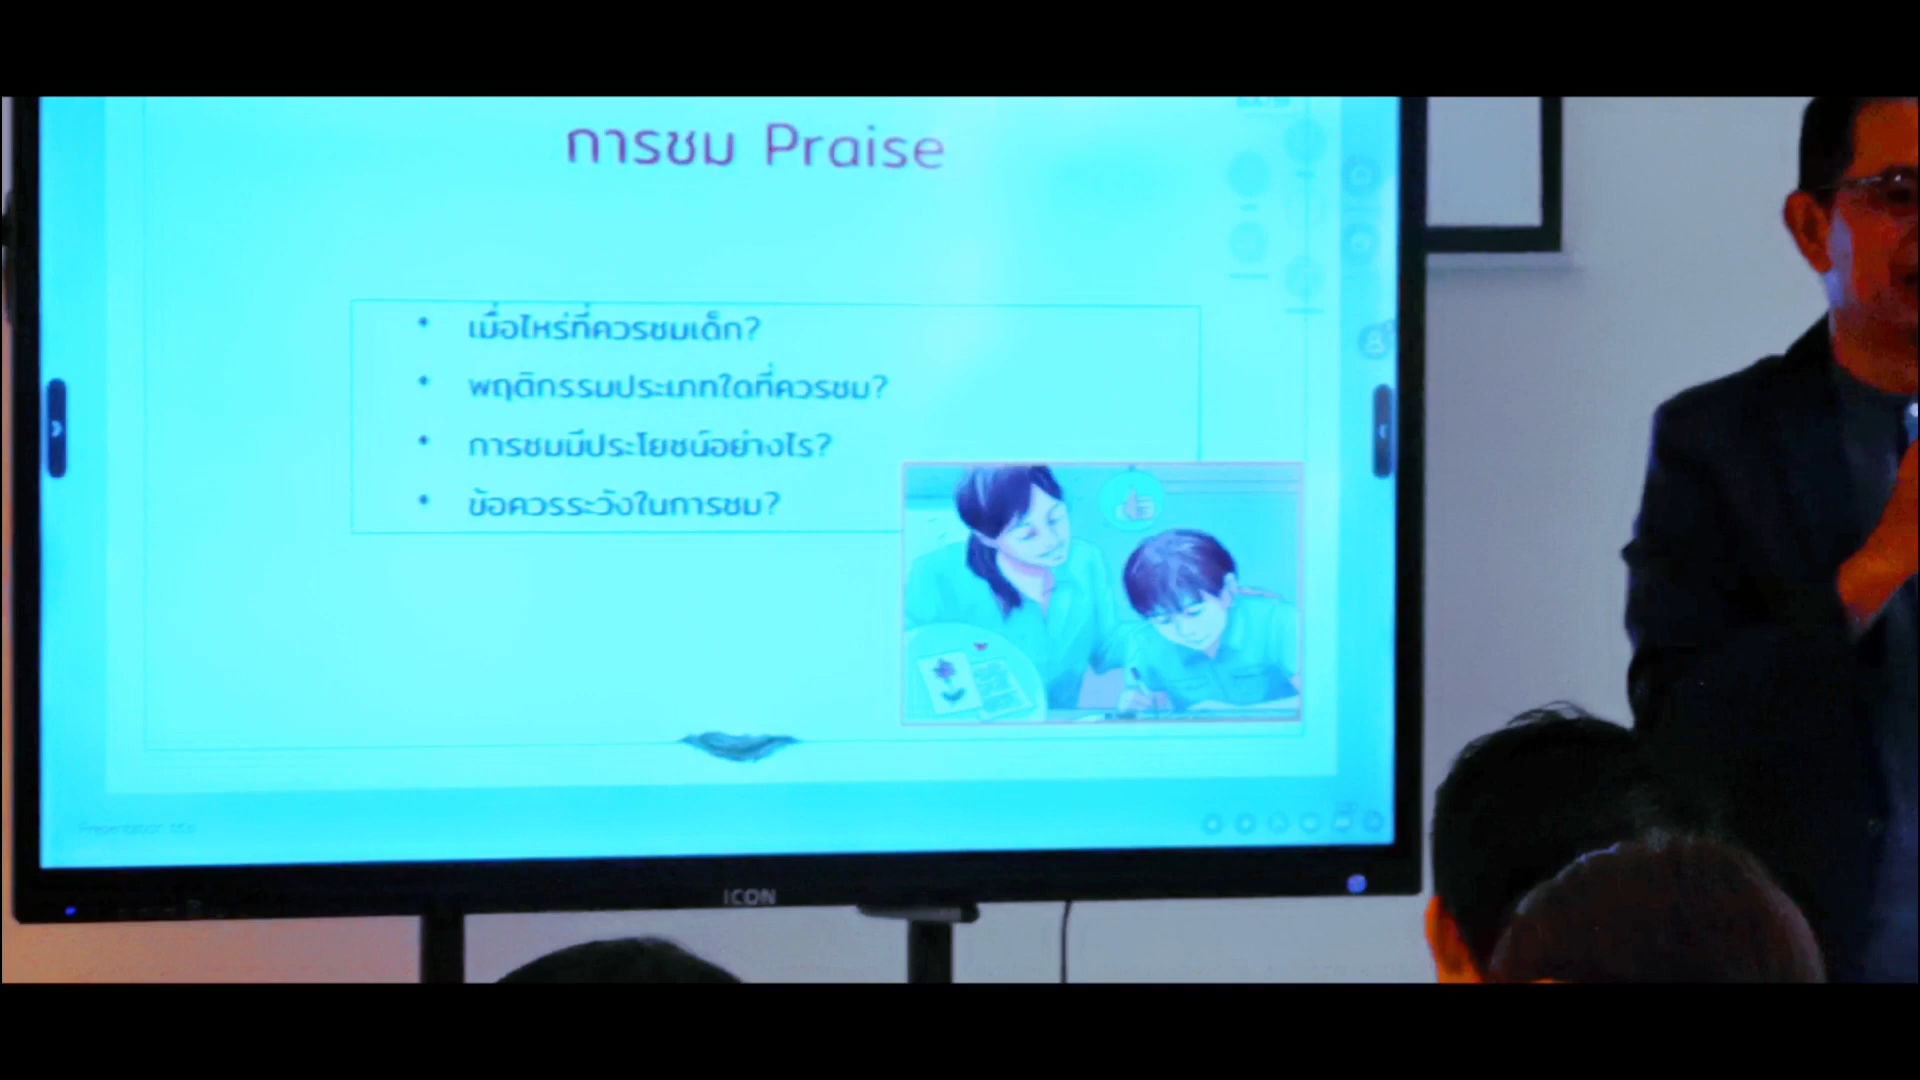 การชม Praise
เมื่อไหร่ที่ควรชมเด็ก?
พฤติกรรมประเภทใดที่ควรชม?
การชมมีประโยชน์อย่างไร?
ข้อควรระวังในการชม?
Presentation title
ICON